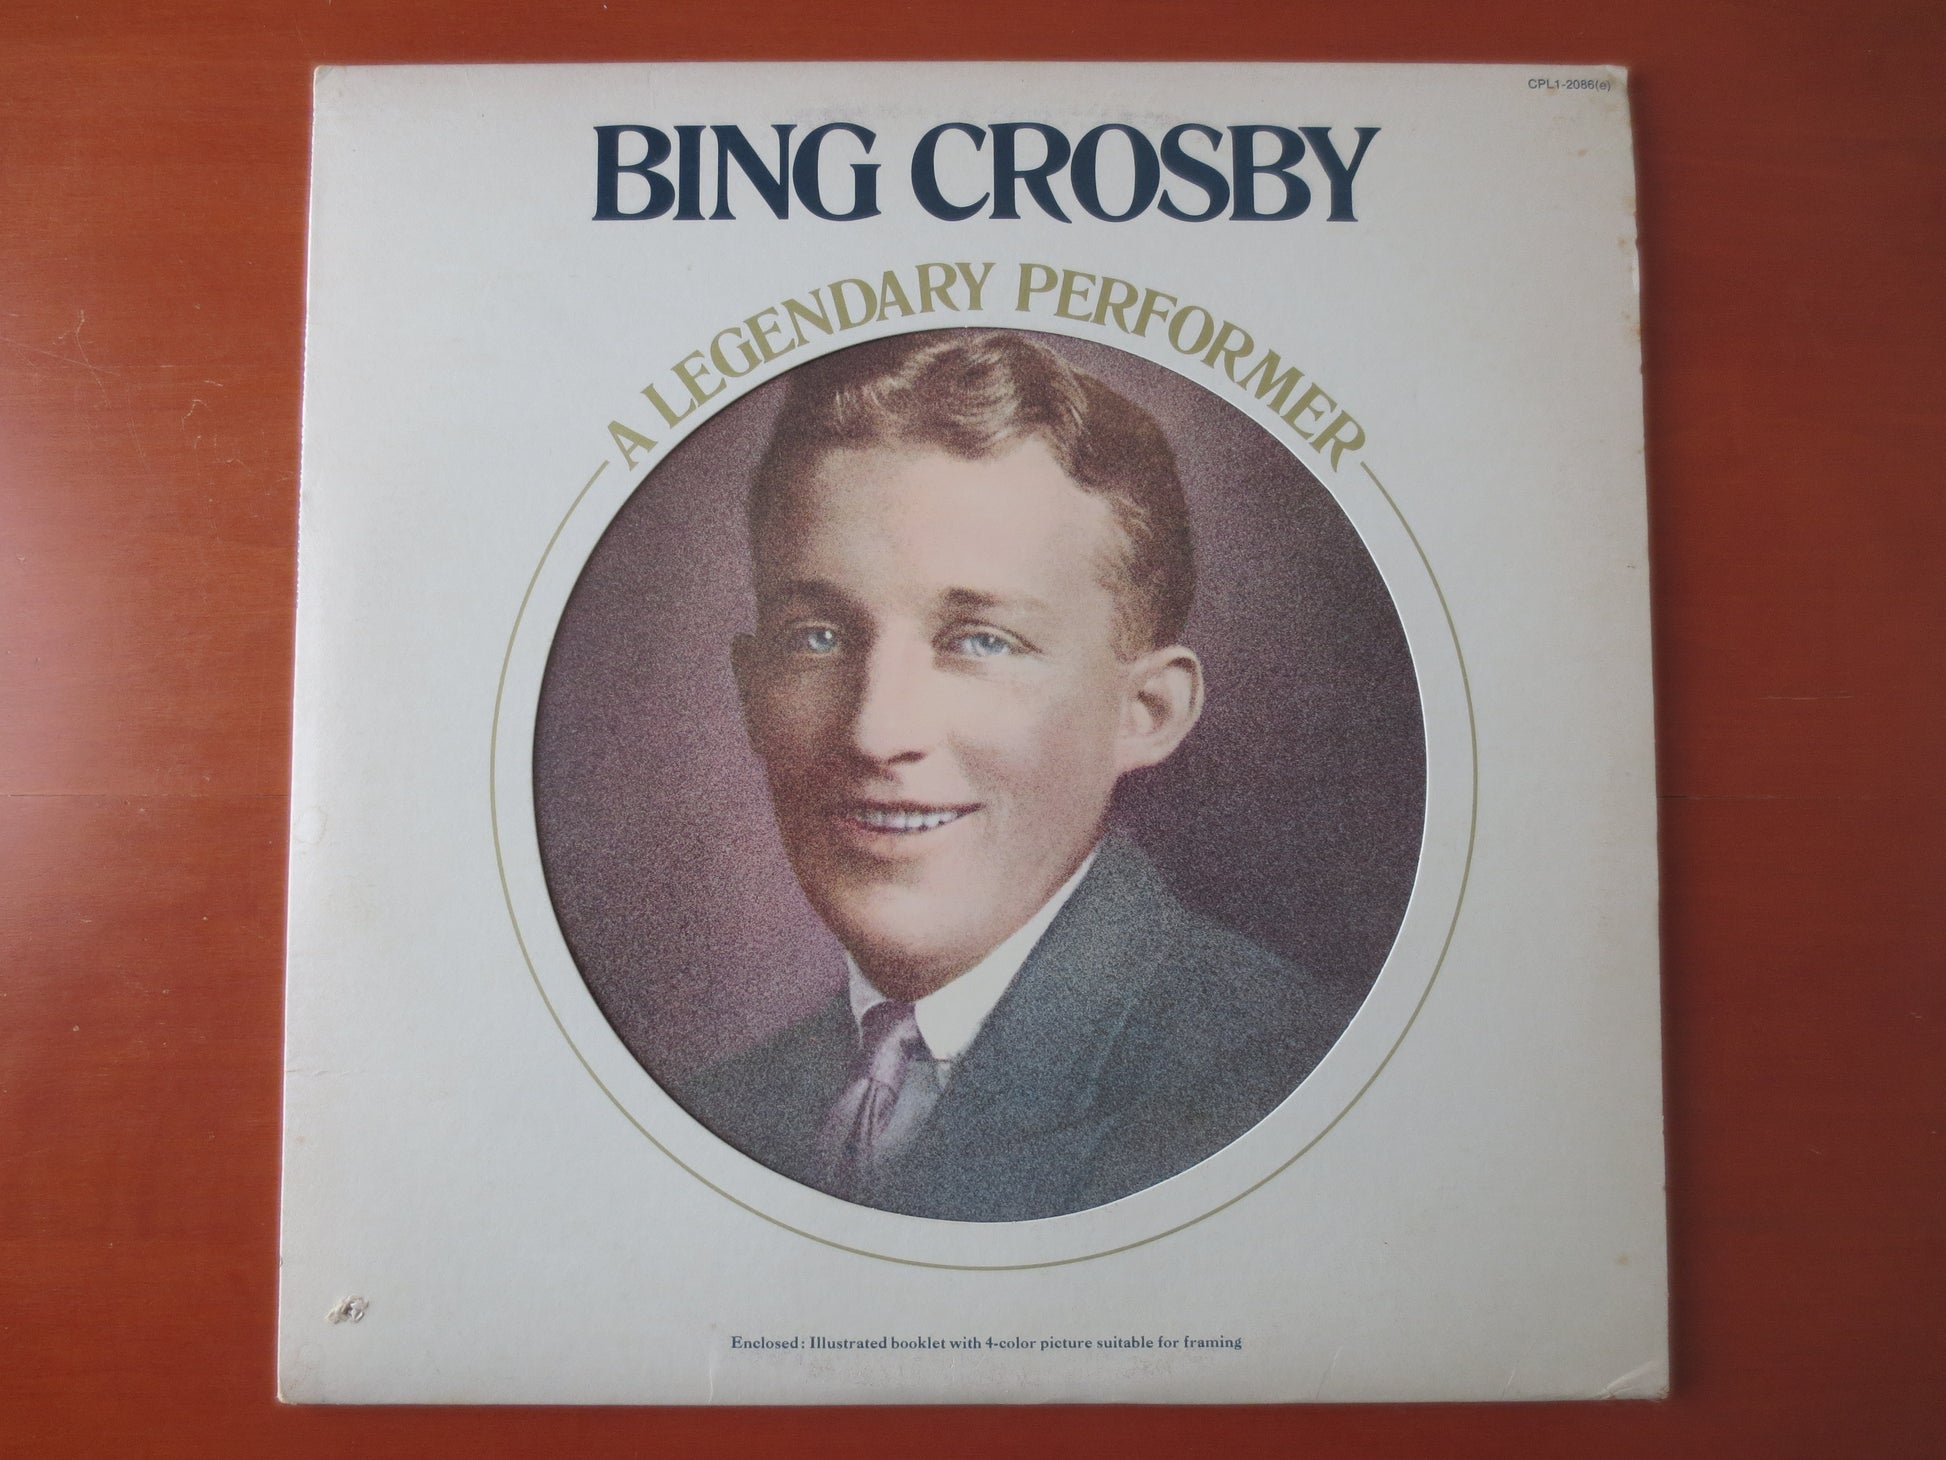 CPL1-2086(e)
BING CROSBY
A LEGENDARY PERFORMER
Enclosed: Illustrated booklet with 4-color picture suitable for framing